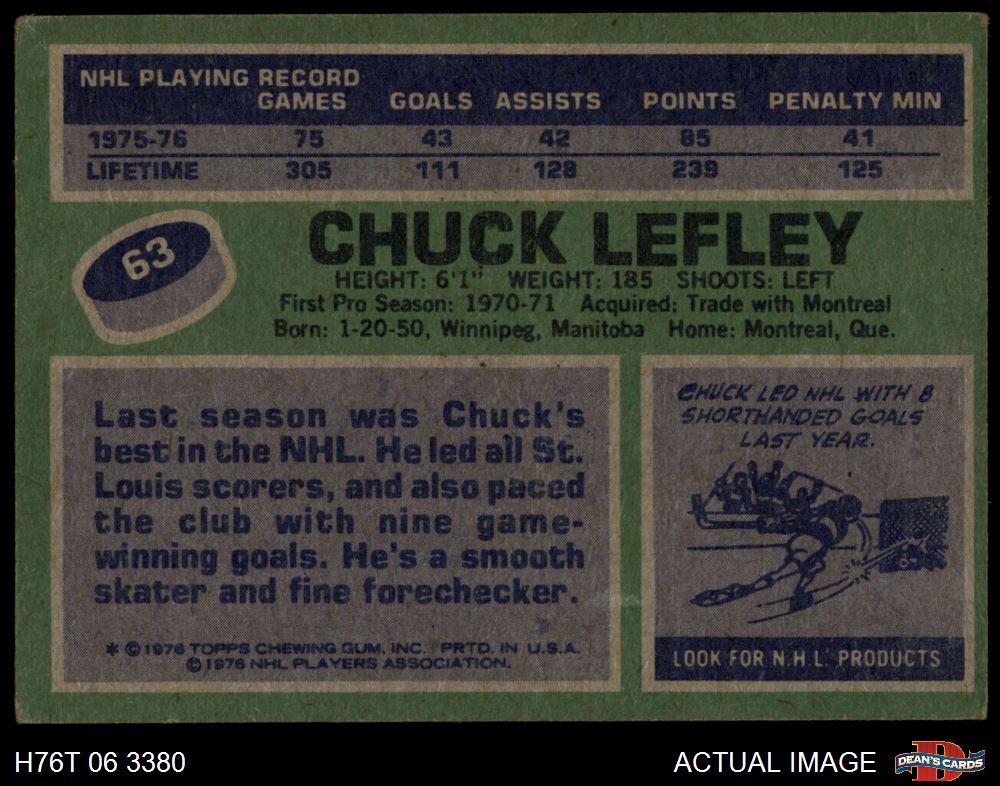 NHL PLAYING RECORD
GAMES GOALS ASSISTS POINTS PENALTY MIN
1975-76 75 43 42 85 41
LIFETIME 305 111 128 239 125
63
CHUCK LEFLEY
HEIGHT: 6'1" WEIGHT: 185 SHOOTS: LEFT
First Pro Season: 1970-71 Acquired: Trade with Montreal
Born: 1-20-50, Winnipeg, Manitoba Home: Montreal, Que.
Last season was Chuck's
best in the NHL. He led all St.
Louis scorers, and also paced
the club with nine game-
winning goals. He's a smooth
skater and fine forechecker.
* © 1976 TOPPS CHEWING GUM, INC. PRTD. IN U.S.A.
© 1976 NHL PLAYERS ASSOCIATION.
CHUCK LED NHL WITH 8
SHORTHANDED GOALS
LAST YEAR.
LOOK FOR N.H.L. PRODUCTS
H76T 06 3380
ACTUAL IMAGE
D
DEAN'S CARDS